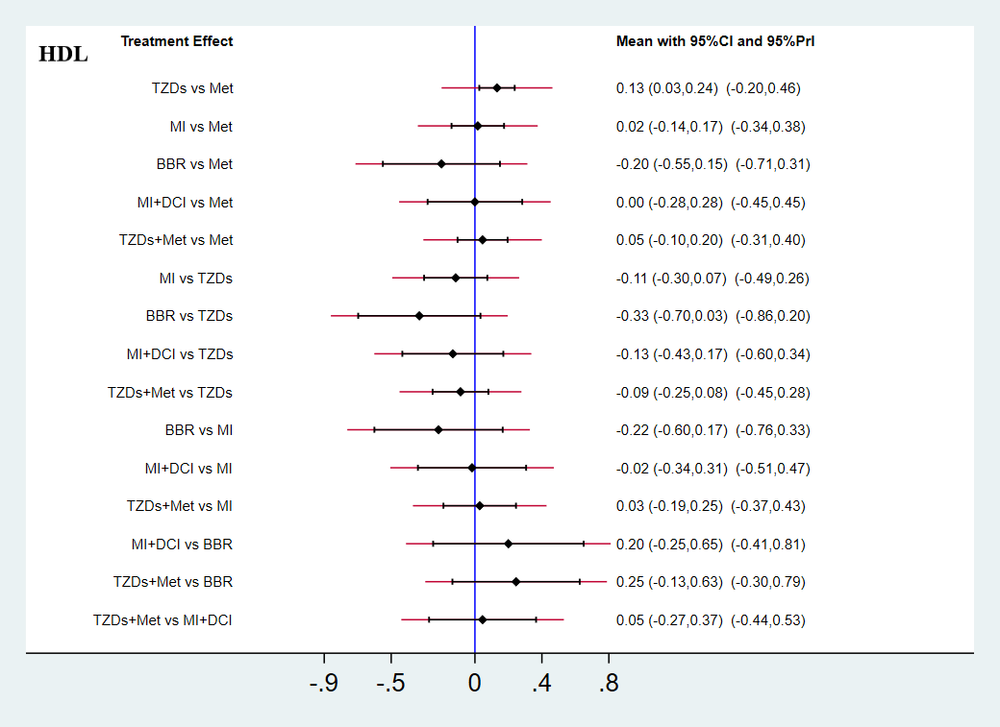 Treatment Effect Mean with 95%CI and 95%PrI
HDL
TZDs vs Met 0.13 (0.03,0.24) (-0.20,0.46)
MI vs Met 0.02 (-0.14,0.17) (-0.34,0.38)
BBR vs Met -0.20 (-0.55,0.15) (-0.71,0.31)
MI+DCI vs Met 0.00 (-0.28,0.28) (-0.45,0.45)
TZDs+Met vs Met 0.05 (-0.10,0.20) (-0.31,0.40)
MI vs TZDs -0.11 (-0.30,0.07) (-0.49,0.26)
BBR vs TZDs -0.33 (-0.70,0.03) (-0.86,0.20)
MI+DCI vs TZDs -0.13 (-0.43,0.17) (-0.60,0.34)
TZDs+Met vs TZDs -0.09 (-0.25,0.08) (-0.45,0.28)
BBR vs MI -0.22 (-0.60,0.17) (-0.76,0.33)
MI+DCI vs MI -0.02 (-0.34,0.31) (-0.51,0.47)
TZDs+Met vs MI 0.03 (-0.19,0.25) (-0.37,0.43)
MI+DCI vs BBR 0.20 (-0.25,0.65) (-0.41,0.81)
TZDs+Met vs BBR 0.25 (-0.13,0.63) (-0.30,0.79)
TZDs+Met vs MI+DCI 0.05 (-0.27,0.37) (-0.44,0.53)
-.9 -.5 0 .4 .8